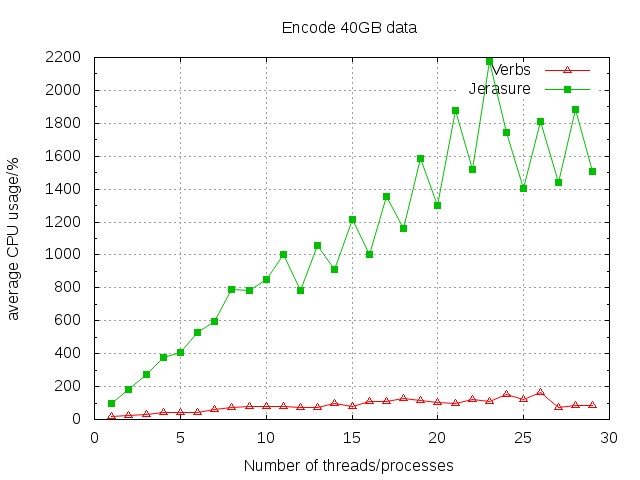 Encode 40GB data
Verbs
Jerasure
average CPU usage/%
2200
2000
1800
1600
1400
1200
1000
800
600
400
200
0
0 5 10 15 20 25 30
Number of threads/processes